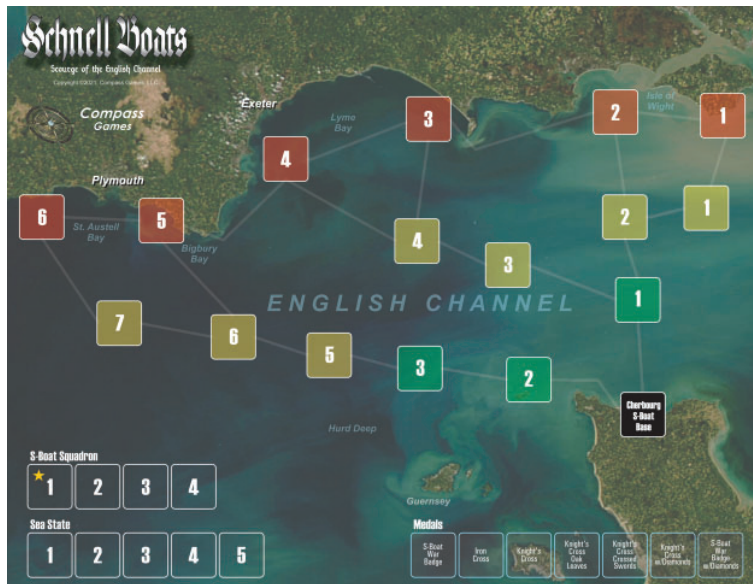 Schnell Boats
Scourge of the English Channel
Copyright ©2021, Compass Games, LLC.
Compass
Games
Exeter
Lyme
Bay
Isle of
Wight
3
2
1
4
Plymouth
6
St. Austell
Bay
5
Bigbury
Bay
4
3
2
1
ENGLISH CHANNEL
1
7
6
5
3
2
Cherbourg
S-Boat
Base
Hurd Deep
Guernsey
S-Boat Squadron
1
2
3
4
Sea State
1
2
3
4
5
Medals
S-Boat
War
Badge
Iron
Cross
Knight's
Cross
Knight's
Cross
Oak
Leaves
Knight's
Cross
Crossed
Swords
Knight's
Cross
w/Diamonds
S-Boat
War
Badge
w/Diamonds